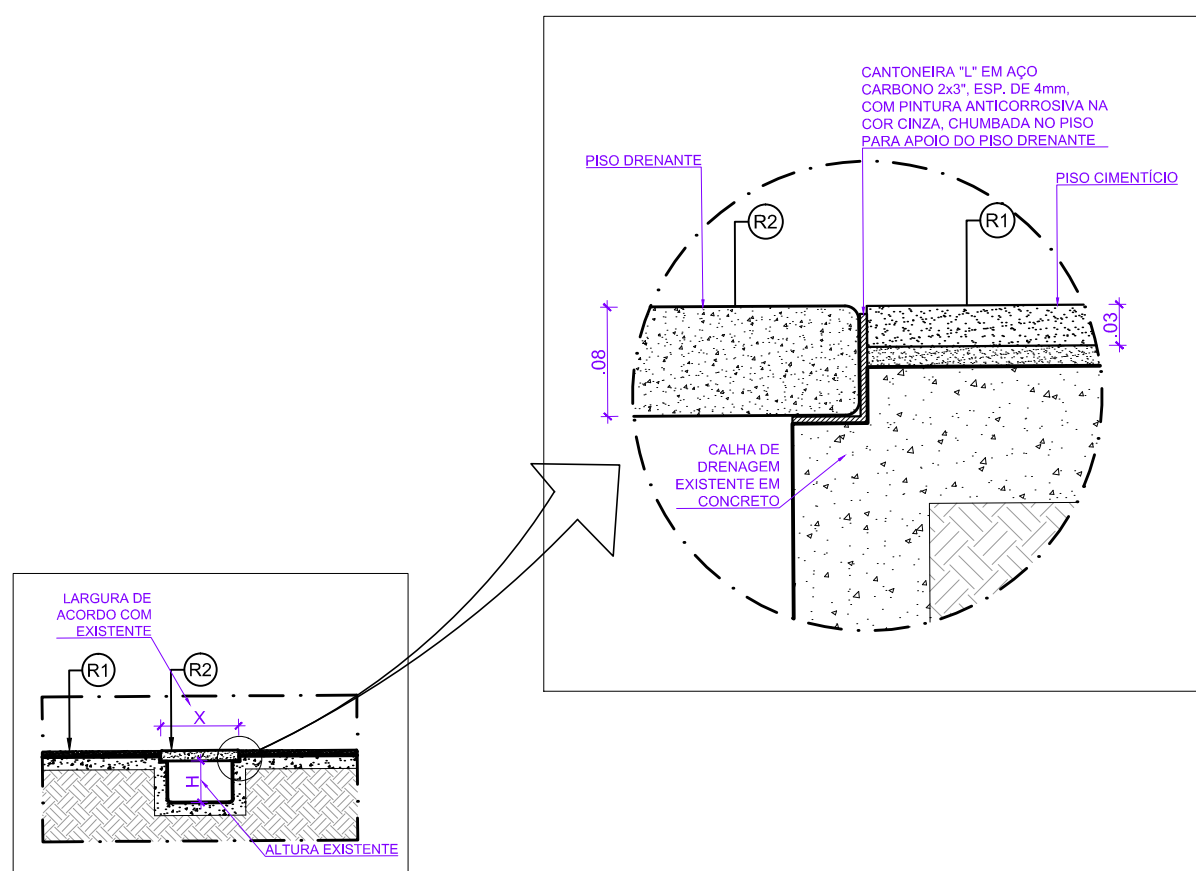 CANTONEIRA "L" EM AÇO
CARBONO 2x3", ESP. DE 4mm,
COM PINTURA ANTICORROSIVA NA
COR CINZA, CHUMBADA NO PISO
PARA APOIO DO PISO DRENANTE
PISO DRENANTE
PISO CIMENTÍCIO
R2
R1
.08
.03
CALHA DE
DRENAGEM
EXISTENTE EM
CONCRETO
LARGURA DE
ACORDO COM
EXISTENTE
R1
R2
X
H
ALTURA EXISTENTE